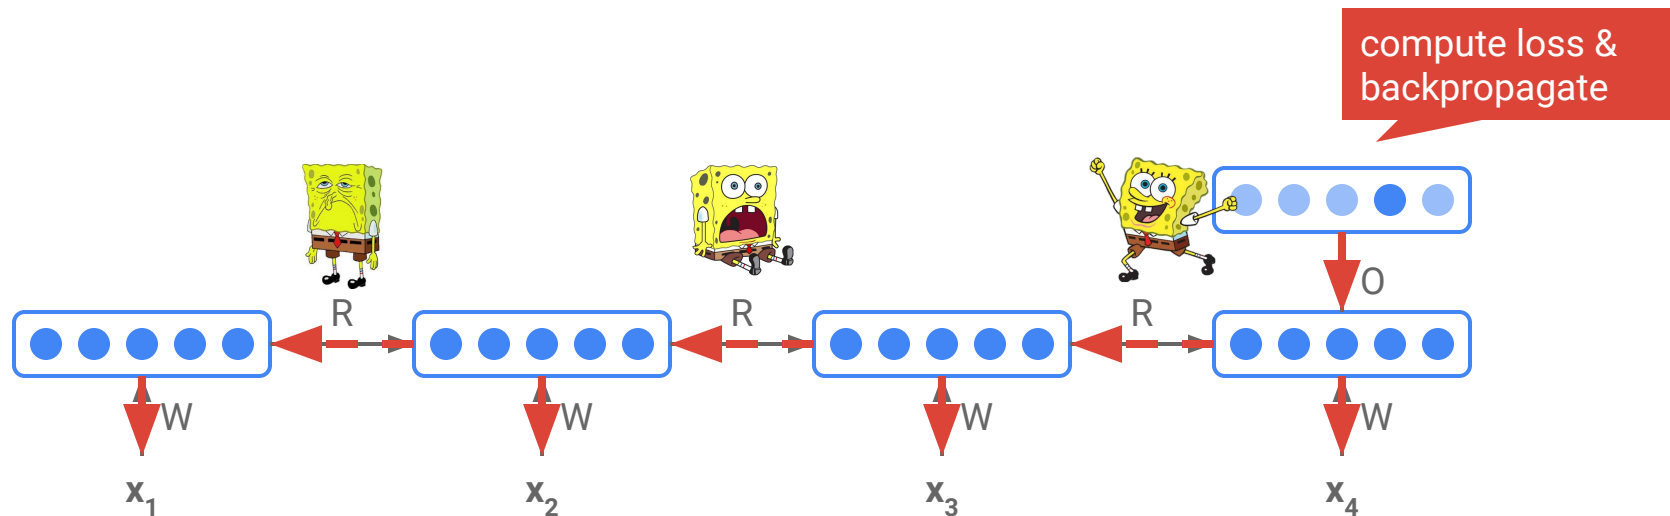 compute loss &
backpropagate
O
R R R
W W W W
x₁ x₂ x₃ x₄